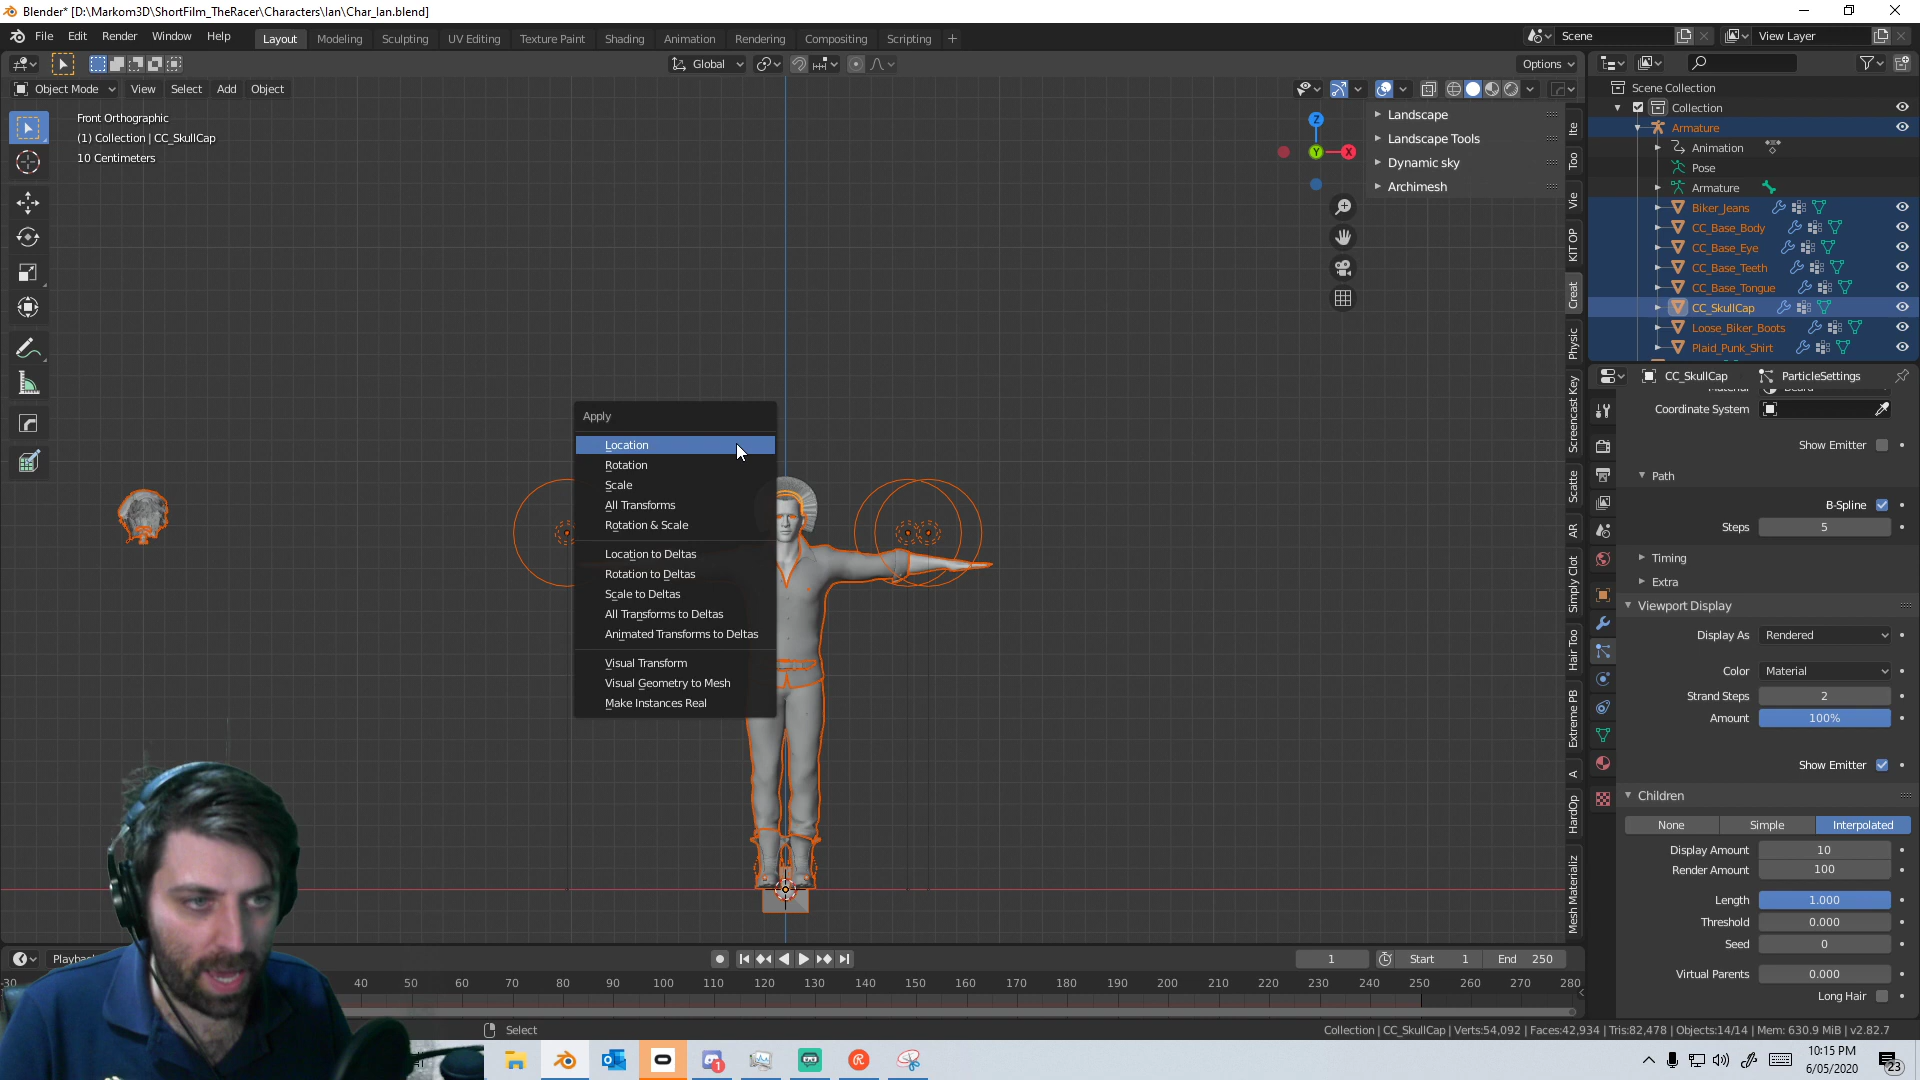 Blender* [D:\Markom3D\ShortFilm_TheRacer\Characters\Ian\Char_Ian.blend]
File Edit Render Window Help Layout Modeling Sculpting UV Editing Texture Paint Shading Animation Rendering Compositing Scripting + Scene View Layer
Global Options
Object Mode View Select Add Object
Front Orthographic
(1) Collection | CC_SkullCap
10 Centimeters
Z
Y
X
Landscape
Landscape Tools
Dynamic sky
Archimesh
Ite
Too
Vie
KIT OP
Creat
Physic
Screencast Key
Scatte
AR
Simply Clot
Hair Too
Extreme PB
A
HardOp
Mesh Materializ
Scene Collection
Collection
Armature
Animation
Pose
Armature
Biker_Jeans
CC_Base_Body
CC_Base_Eye
CC_Base_Teeth
CC_Base_Tongue
CC_SkullCap
Loose_Biker_Boots
Plaid_Punk_Shirt
Apply
Location
Rotation
Scale
All Transforms
Rotation & Scale
Location to Deltas
Rotation to Deltas
Scale to Deltas
All Transforms to Deltas
Animated Transforms to Deltas
Visual Transform
Visual Geometry to Mesh
Make Instances Real
CC_SkullCap ParticleSettings
Coordinate System
Show Emitter
Path
B-Spline
Steps 5
Timing
Extra
Viewport Display
Display As Rendered
Color Material
Strand Steps 2
Amount 100%
Show Emitter
Children
None Simple Interpolated
Display Amount 10
Render Amount 100
Length 1.000
Threshold 0.000
Seed 0
Virtual Parents 0.000
Long Hair
1 Start 1 End 250
-30 40 50 60 70 80 90 100 110 120 130 140 150 160 170 180 190 200 210 220 230 240 250 260 270 280
Select
Collection | CC_SkullCap | Verts:54,092 | Faces:42,934 | Tris:82,478 | Objects:14/14 | Mem: 630.9 MiB | v2.82.7
1
10:15 PM
6/05/2020
23